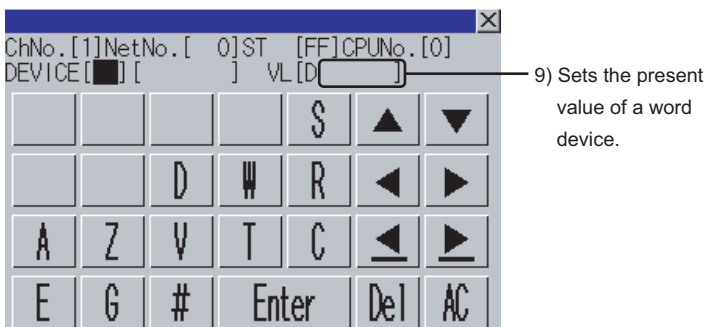 ChNo.[1]NetNo.[ 0]ST [FF]CPUNo.[0]
DEVICE[ ][ ] VL[D ]
9) Sets the present
value of a word
device.
S ▲ ▼
D W R ◀ ▶
A Z V T C ◀ ▶
E G # Enter Del AC